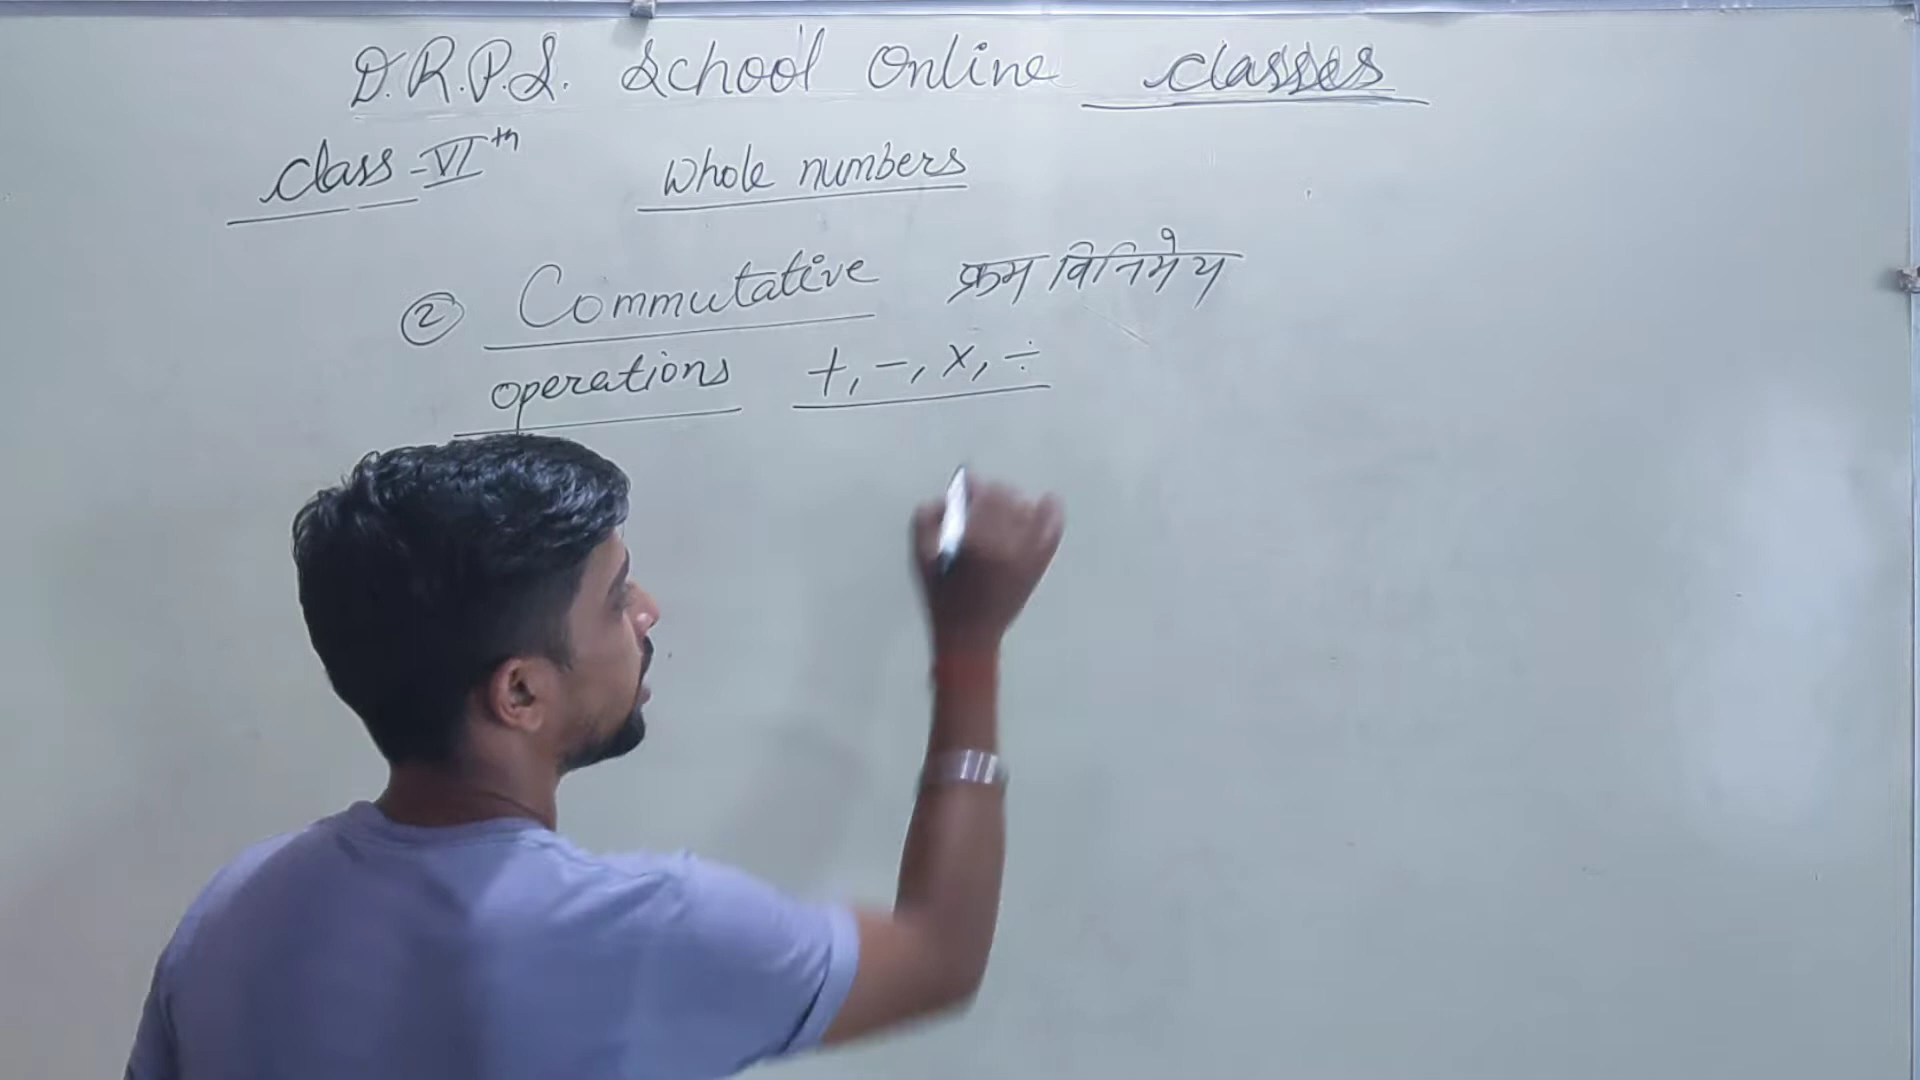 D.R.P.S. School Online classes
class-VIth Whole numbers
② Commutative क्रम विनिमेय
operations +, -, ×, ÷